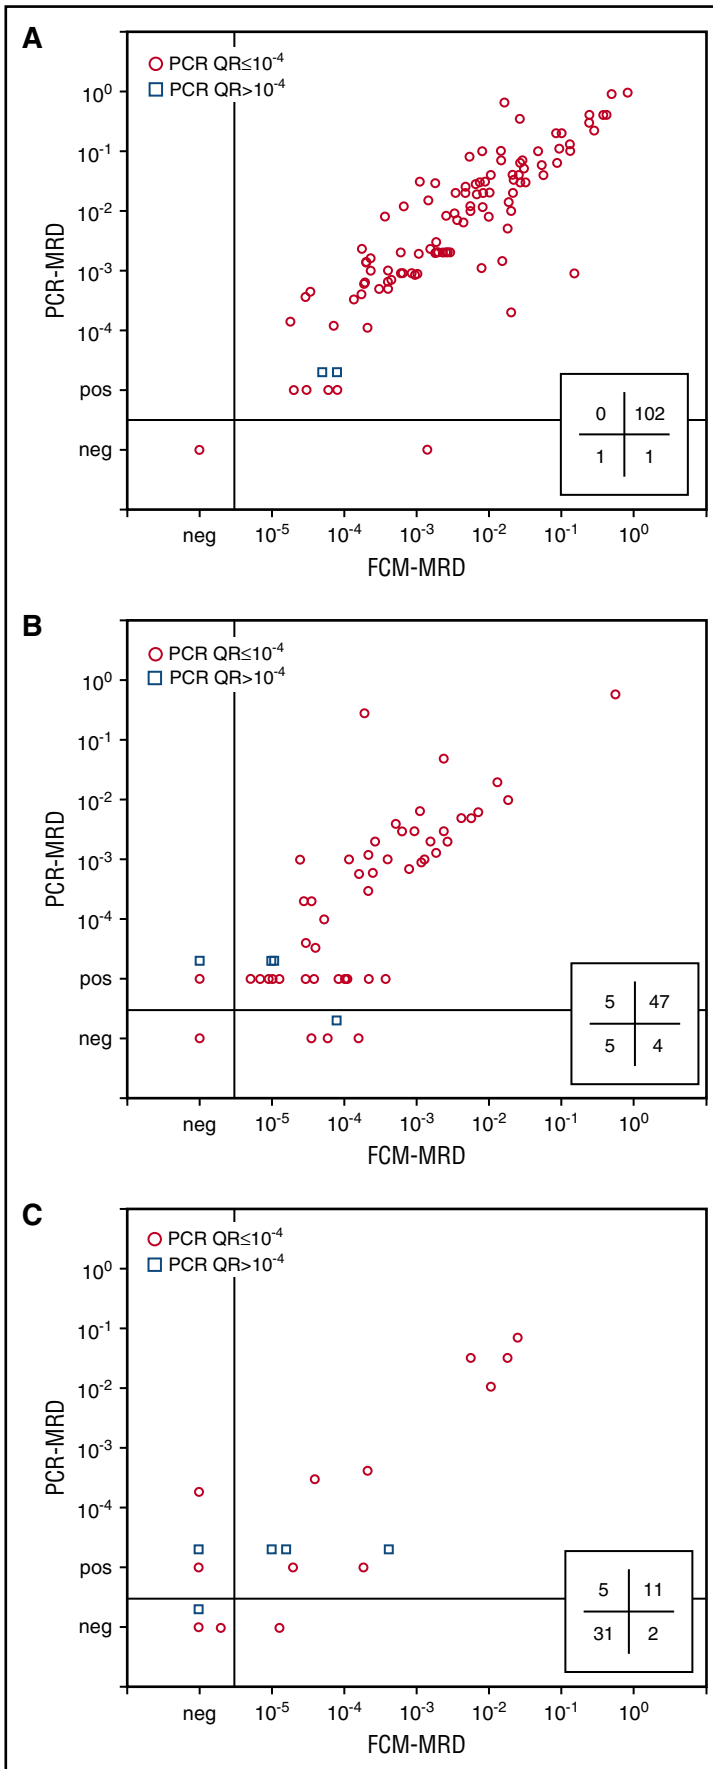 A
PCR QR≤10⁻⁴
PCR QR>10⁻⁴
10⁰
10⁻¹
10⁻²
10⁻³
10⁻⁴
pos
neg
PCR-MRD
0 102
1 1
neg 10⁻⁵ 10⁻⁴ 10⁻³ 10⁻² 10⁻¹ 10⁰
FCM-MRD
B
PCR QR≤10⁻⁴
PCR QR>10⁻⁴
10⁰
10⁻¹
10⁻²
10⁻³
10⁻⁴
pos
neg
PCR-MRD
5 47
5 4
neg 10⁻⁵ 10⁻⁴ 10⁻³ 10⁻² 10⁻¹ 10⁰
FCM-MRD
C
PCR QR≤10⁻⁴
PCR QR>10⁻⁴
10⁰
10⁻¹
10⁻²
10⁻³
10⁻⁴
pos
neg
PCR-MRD
5 11
31 2
neg 10⁻⁵ 10⁻⁴ 10⁻³ 10⁻² 10⁻¹ 10⁰
FCM-MRD